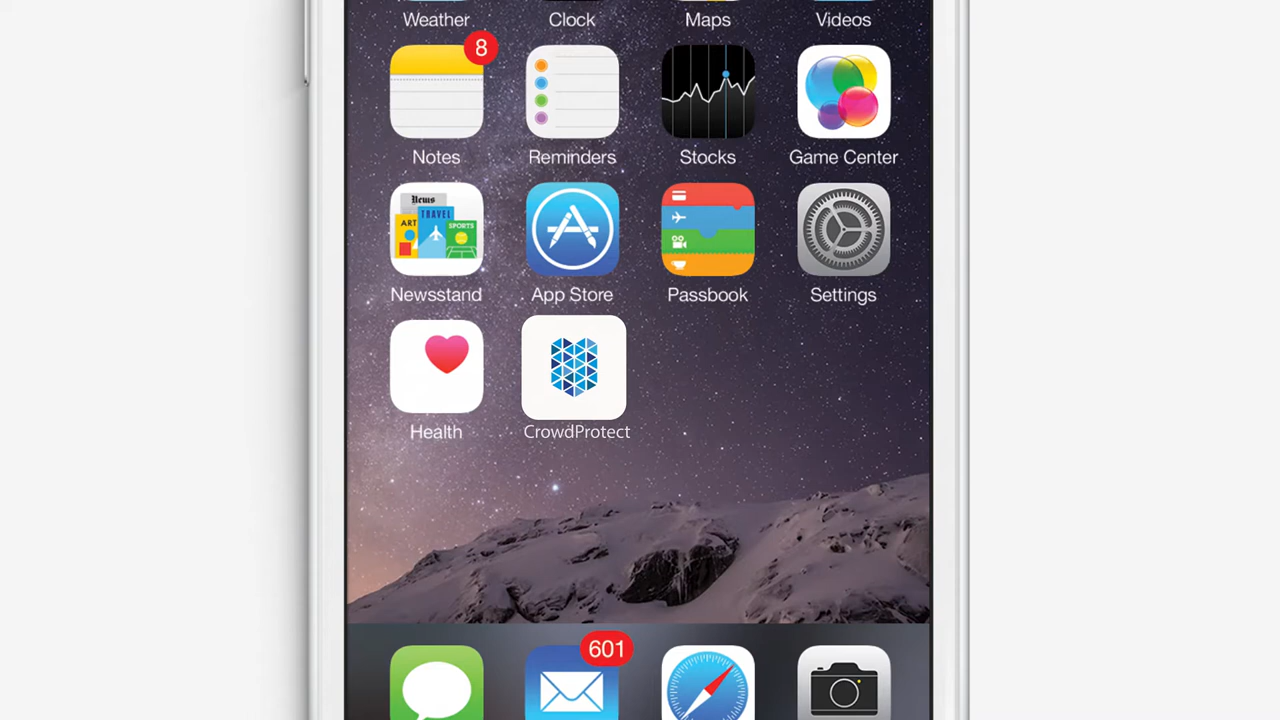 Weather Clock Maps Videos
8
Notes Reminders Stocks Game Center
News
ART TRAVEL SPORTS
Newsstand App Store Passbook Settings
Health CrowdProtect
601